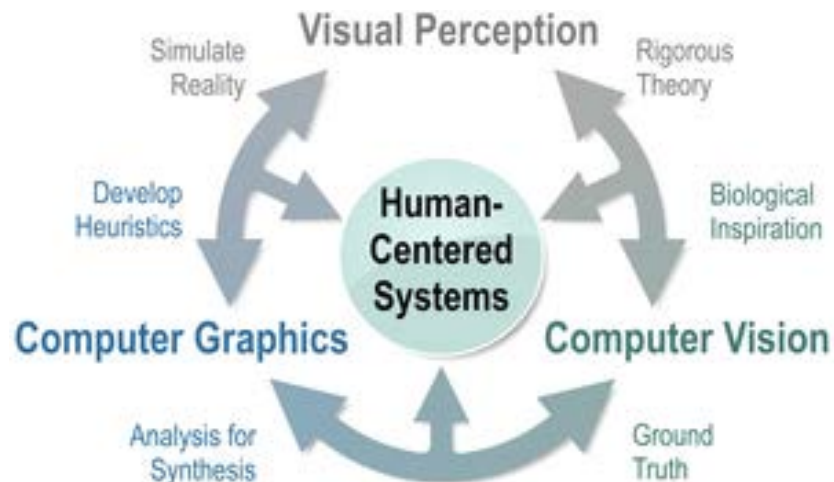 Visual Perception
Simulate
Reality
Rigorous
Theory
Develop
Heuristics
Human-
Centered
Systems
Biological
Inspiration
Computer Graphics
Computer Vision
Analysis for
Synthesis
Ground
Truth